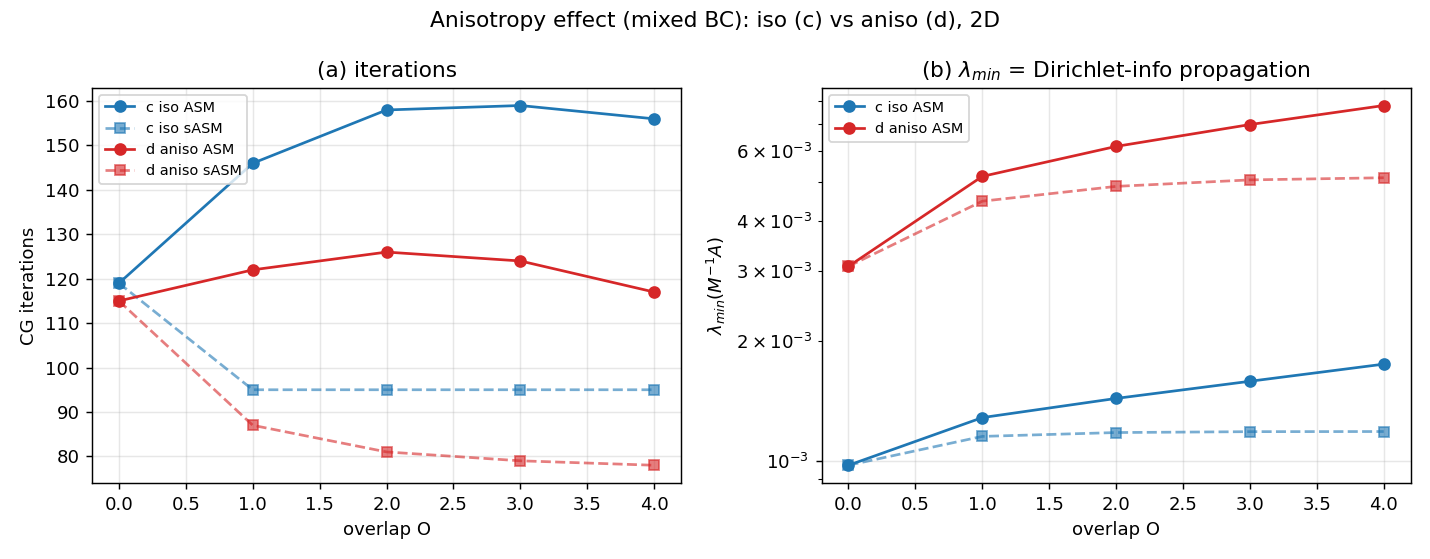 Anisotropy effect (mixed BC): iso (c) vs aniso (d), 2D
(a) iterations
c iso ASM
c iso sASM
d aniso ASM
d aniso sASM
CG iterations
160
150
140
130
120
110
100
90
80
0.0 0.5 1.0 1.5 2.0 2.5 3.0 3.5 4.0
overlap O
(b) λ_min = Dirichlet-info propagation
c iso ASM
d aniso ASM
λ_min(M⁻¹A)
6 × 10⁻³
4 × 10⁻³
3 × 10⁻³
2 × 10⁻³
10⁻³
0.0 0.5 1.0 1.5 2.0 2.5 3.0 3.5 4.0
overlap O